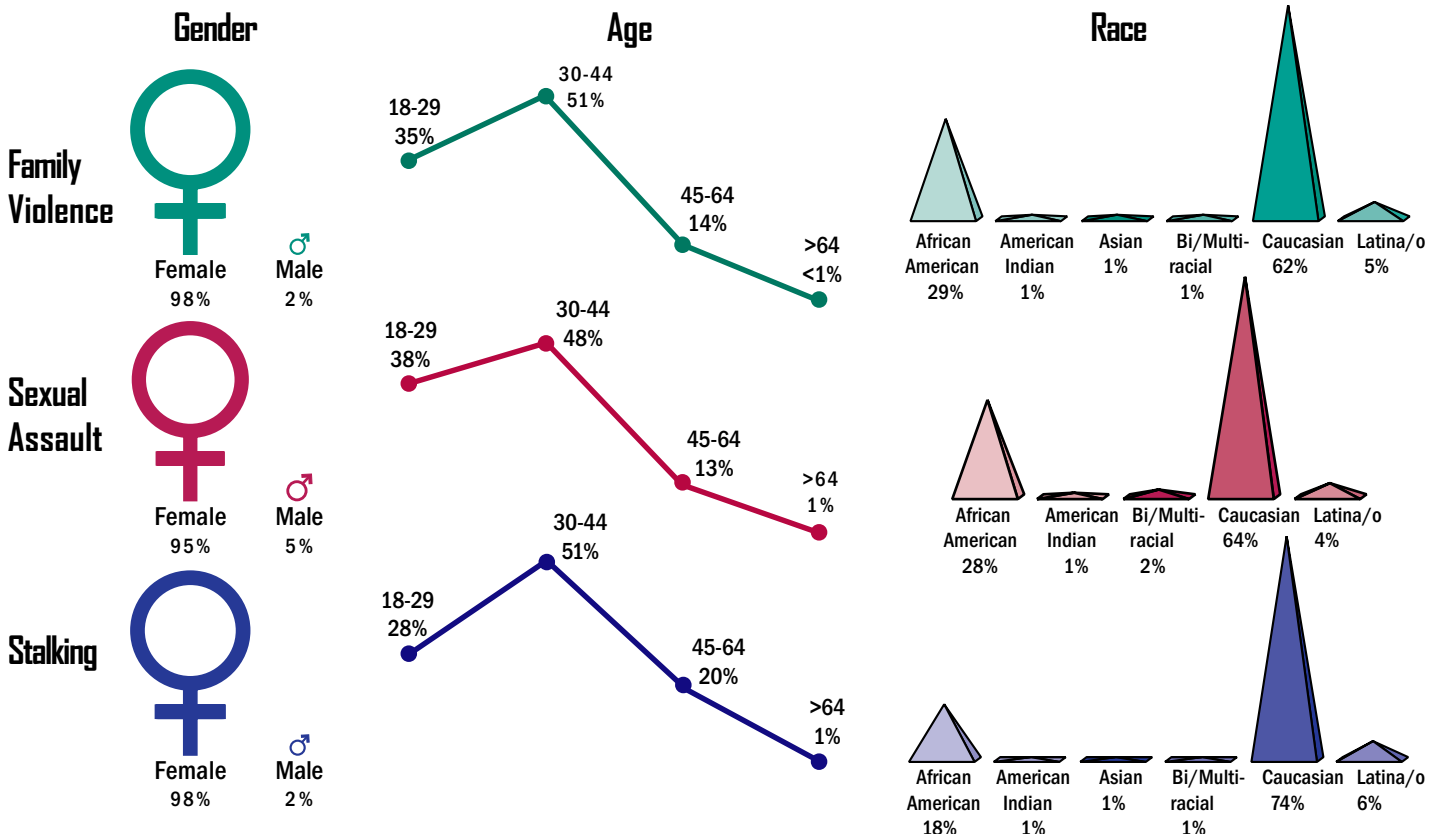 Gender
Age
Race
Family
Violence
Female
98%
Male
2%
18-29
35%
30-44
51%
45-64
14%
>64
<1%
African
American
29%
American
Indian
1%
Asian
1%
Bi/Multi-
racial
1%
Caucasian
62%
Latina/o
5%
Sexual
Assault
Female
95%
Male
5%
18-29
38%
30-44
48%
45-64
13%
>64
1%
African
American
28%
American
Indian
1%
Bi/Multi-
racial
2%
Caucasian
64%
Latina/o
4%
Stalking
Female
98%
Male
2%
18-29
28%
30-44
51%
45-64
20%
>64
1%
African
American
18%
American
Indian
1%
Asian
1%
Bi/Multi-
racial
1%
Caucasian
74%
Latina/o
6%